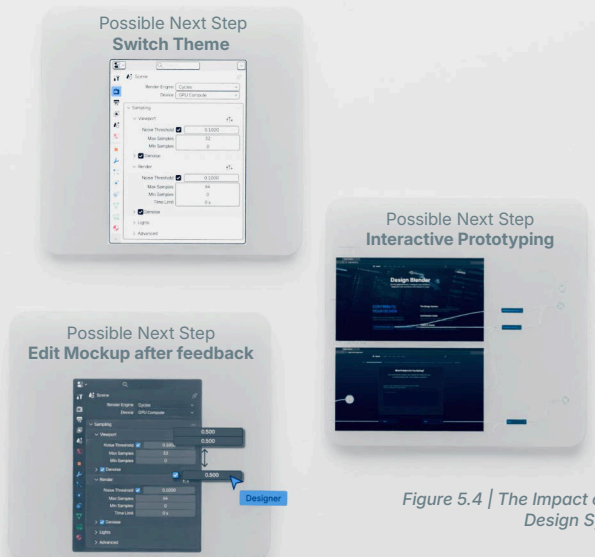 Possible Next Step
Switch Theme
Scene
Render Engine Cycles
Device GPU Compute
Sampling
Viewport
Noise Threshold 0.1000
Max Samples 32
Min Samples 0
Denoise
Render
Noise Threshold 0.1000
Max Samples 64
Min Samples 0
Time Limit 0 s
Denoise
Lights
Advanced
Possible Next Step
Interactive Prototyping
Design Blender
Possible Next Step
Edit Mockup after feedback
Scene
Render Engine Cycles
Device GPU Compute
Sampling
Viewport
0.500
0.500
Noise Threshold
Max Samples 32
Min Samples 0
Denoise
0.500
Render
Noise Threshold 0.1000
Max Samples 64
Min Samples 0
Time Limit 0 s
Denoise
Lights
Advanced
Designer
Figure 5.4 | The Impact
Design S